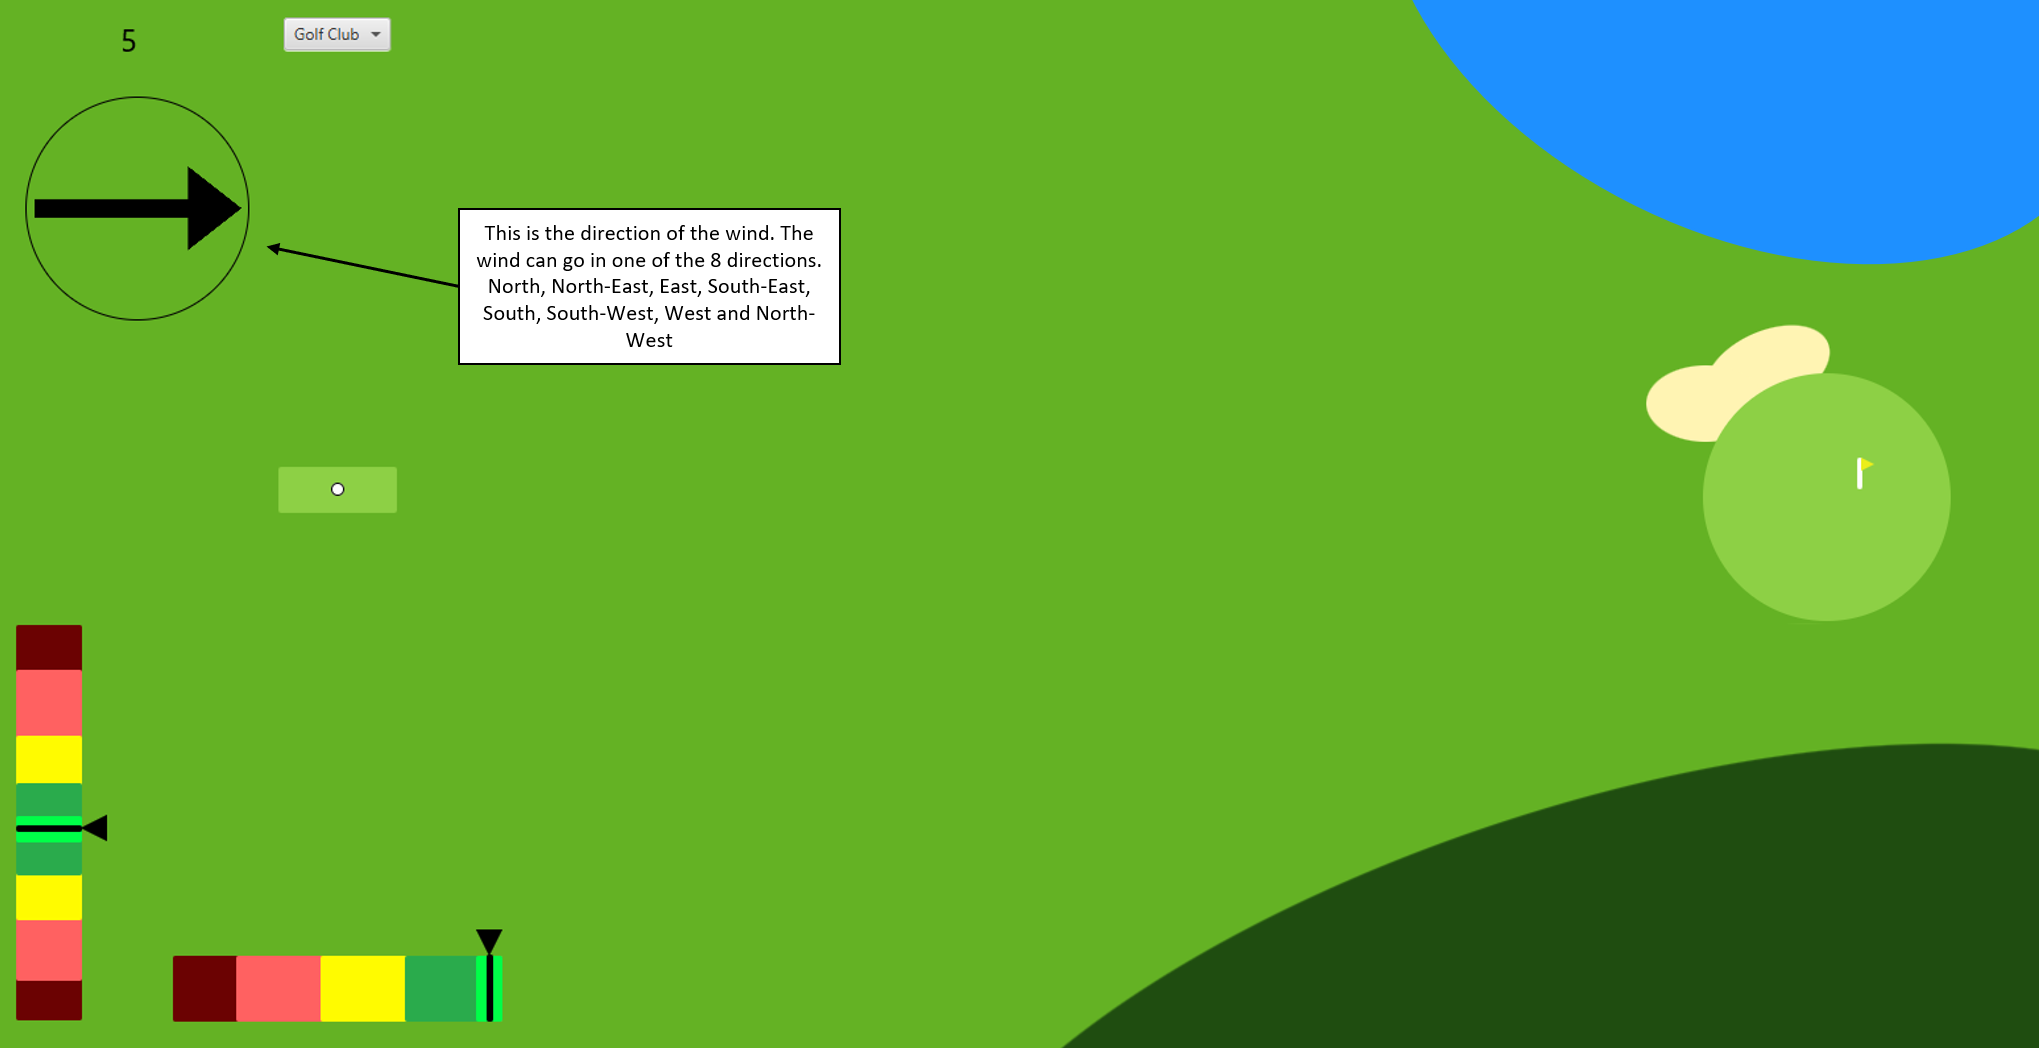 5
Golf Club
This is the direction of the wind. The
wind can go in one of the 8 directions.
North, North-East, East, South-East,
South, South-West, West and North-
West